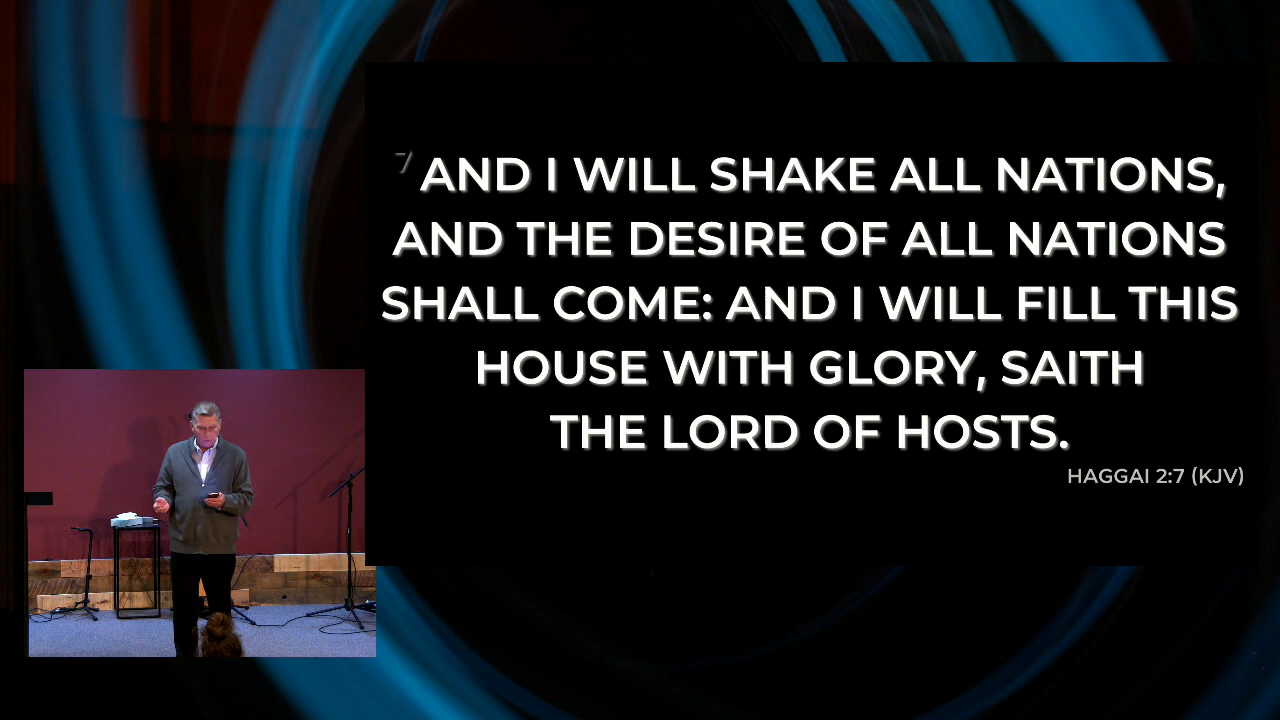 7 AND I WILL SHAKE ALL NATIONS,
AND THE DESIRE OF ALL NATIONS
SHALL COME: AND I WILL FILL THIS
HOUSE WITH GLORY, SAITH
THE LORD OF HOSTS.
HAGGAI 2:7 (KJV)